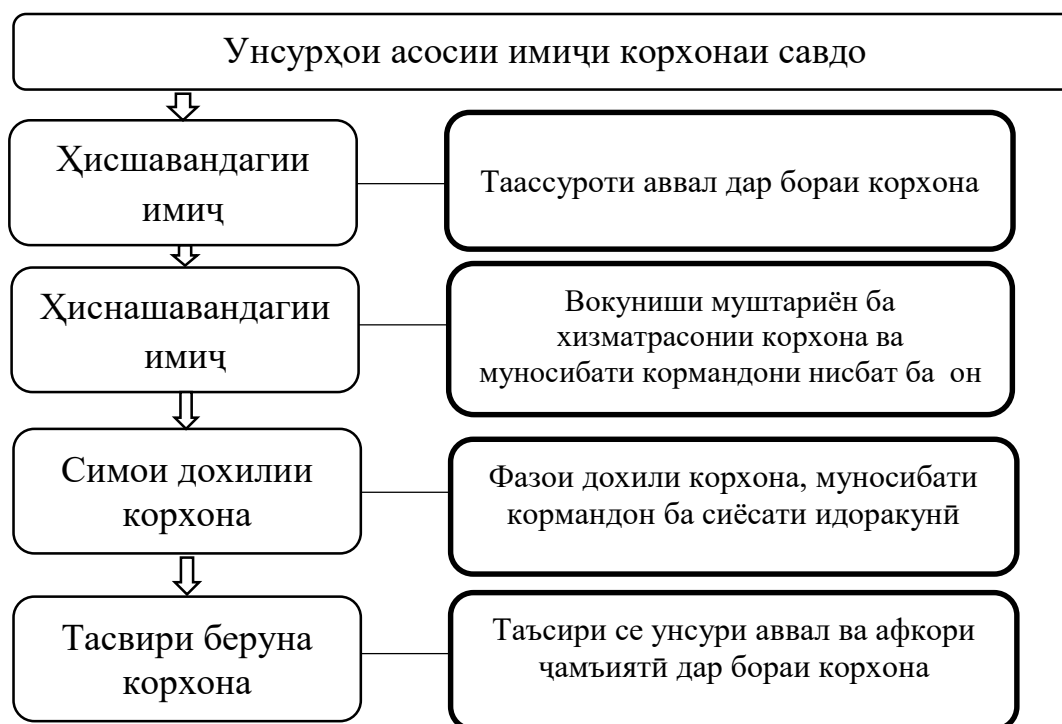 Унсурҳои асосии имиҷи корхонаи савдо
Ҳисшавандагии
имиҷ
Таассуроти аввал дар бораи корхона
Ҳиснашавандагии
имиҷ
Вокуниши муштариён ба
хизматрасонии корхона ва
муносибати кормандони нисбат ба он
Симои дохилии
корхона
Фазои дохили корхона, муносибати
кормандон ба сиёсати идоракунӣ
Тасвири беруна
корхона
Таъсири се унсури аввал ва афкори
ҷамъиятӣ дар бораи корхона